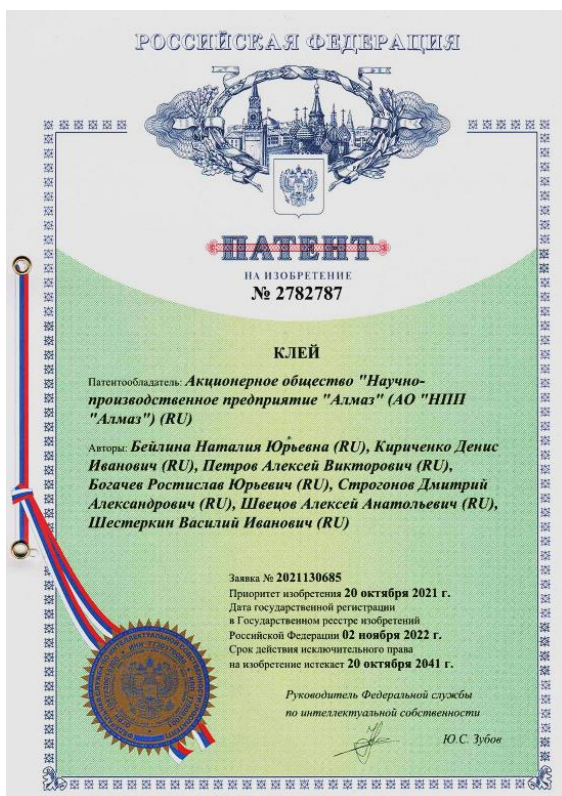 РОССИЙСКАЯ ФЕДЕРАЦИЯ
ПАТЕНТ
НА ИЗОБРЕТЕНИЕ
№ 2782787
КЛЕЙ
Патентообладатель: Акционерное общество "Научно-
производственное предприятие "Алмаз" (АО "НПП
"Алмаз") (RU)
Авторы: Бейлина Наталия Юрьевна (RU), Кириченко Денис
Иванович (RU), Петров Алексей Викторович (RU),
Богачев Ростислав Юрьевич (RU), Строгонов Дмитрий
Александрович (RU), Швецов Алексей Анатольевич (RU),
Шестеркин Василий Иванович (RU)
Заявка № 2021130685
Приоритет изобретения 20 октября 2021 г.
Дата государственной регистрации
в Государственном реестре изобретений
Российской Федерации 02 ноября 2022 г.
Срок действия исключительного права
на изобретение истекает 20 октября 2041 г.
Руководитель Федеральной службы
по интеллектуальной собственности
Ю.С. Зубов